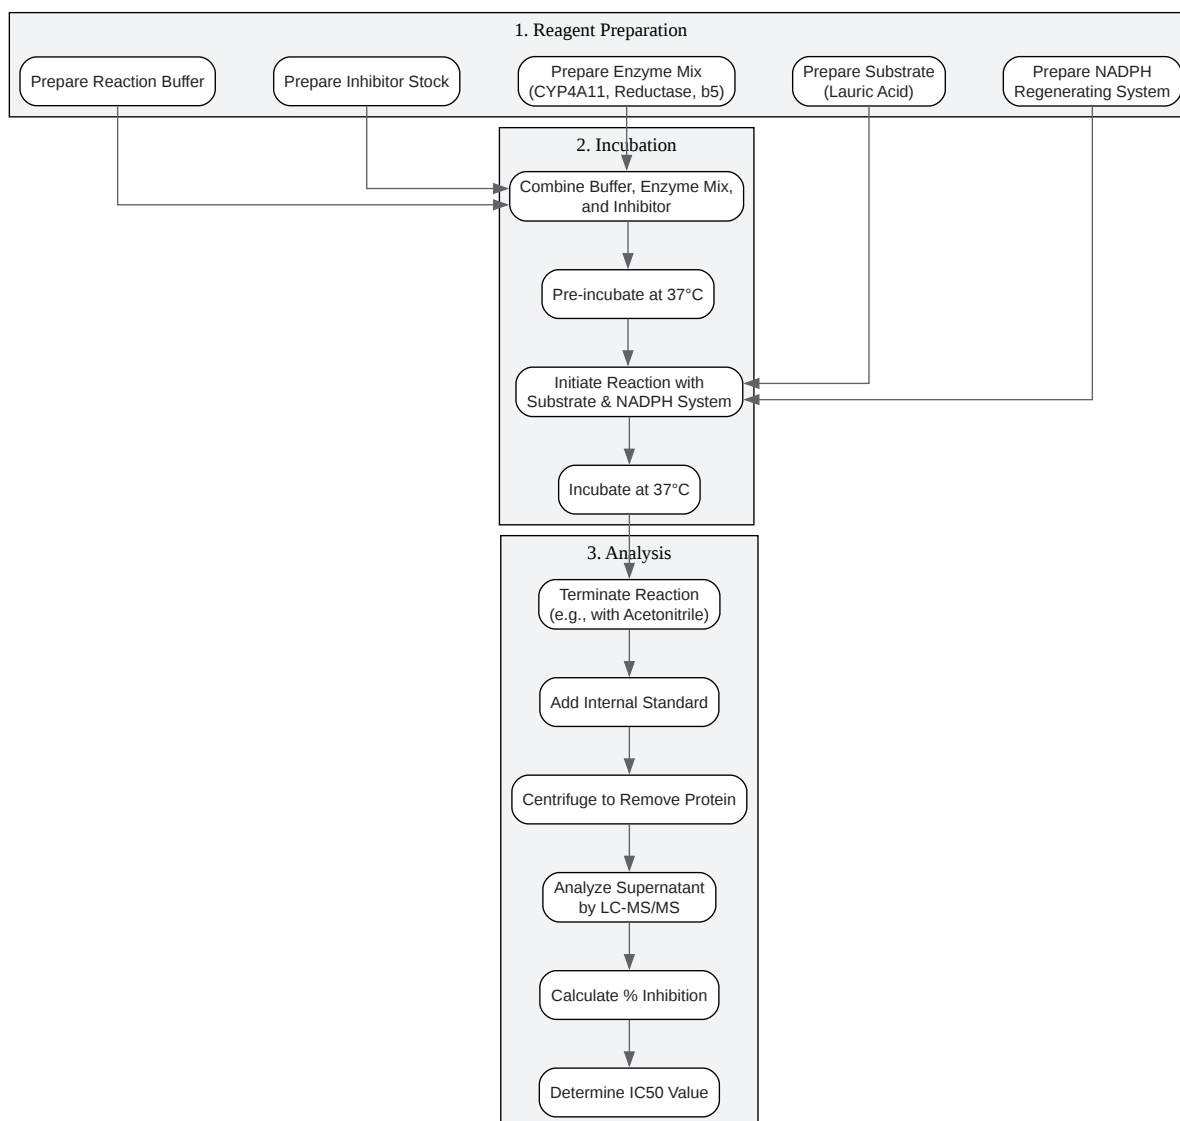 1. Reagent Preparation
Prepare Reaction Buffer
Prepare Inhibitor Stock
Prepare Enzyme Mix
(CYP4A11, Reductase, b5)
Prepare Substrate
(Lauric Acid)
Prepare NADPH
Regenerating System
2. Incubation
Combine Buffer, Enzyme Mix,
and Inhibitor
Pre-incubate at 37°C
Initiate Reaction with
Substrate & NADPH System
Incubate at 37°C
3. Analysis
Terminate Reaction
(e.g., with Acetonitrile)
Add Internal Standard
Centrifuge to Remove Protein
Analyze Supernatant
by LC-MS/MS
Calculate % Inhibition
Determine IC50 Value